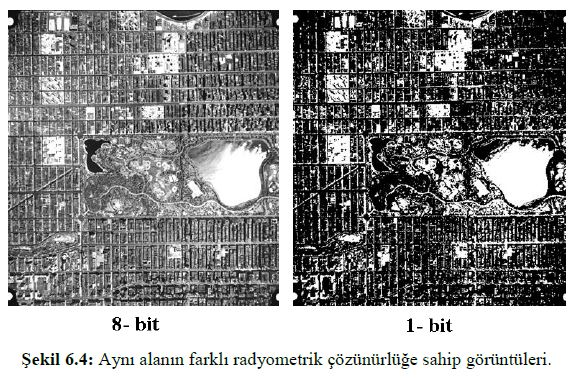 8- bit
1- bit
Şekil 6.4: Aynı alanın farklı radyometrik çözünürlüğe sahip görüntüleri.